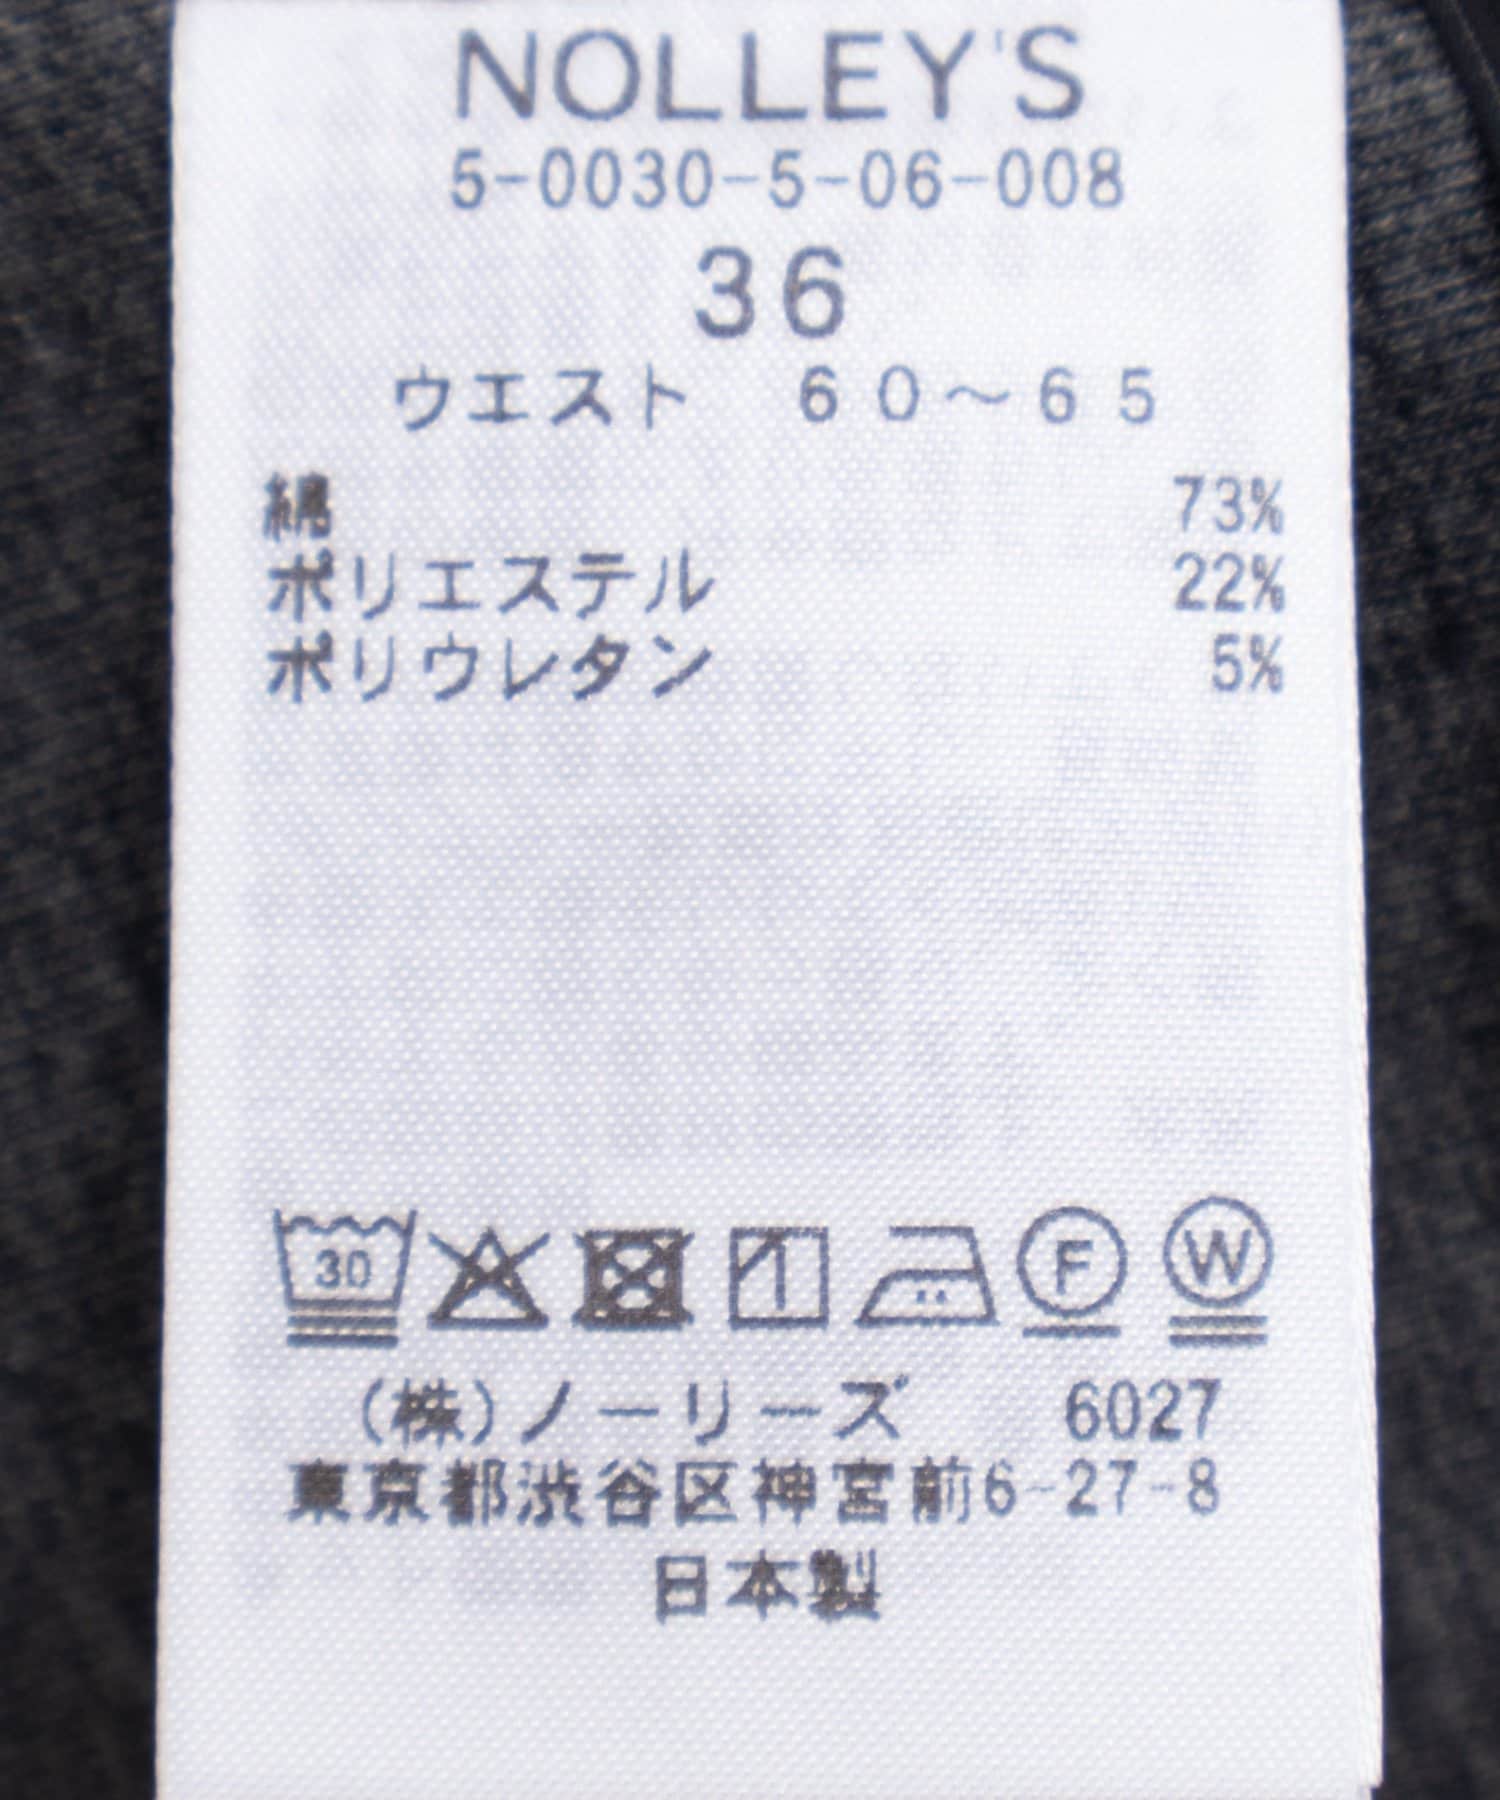 NOLLEY'S
5-0030-5-06-008
36
ウエスト 60～65
綿 73%
ポリエステル 22%
ポリウレタン 5%
30 F W
(株)ノーリーズ 6027
東京都渋谷区神宮前6-27-8
日本製